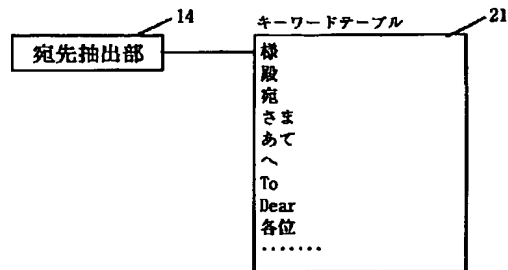 14
21
キーワードテーブル
宛先抽出部
様
殿
宛
さま
あて
へ
To
Dear
各位
.......